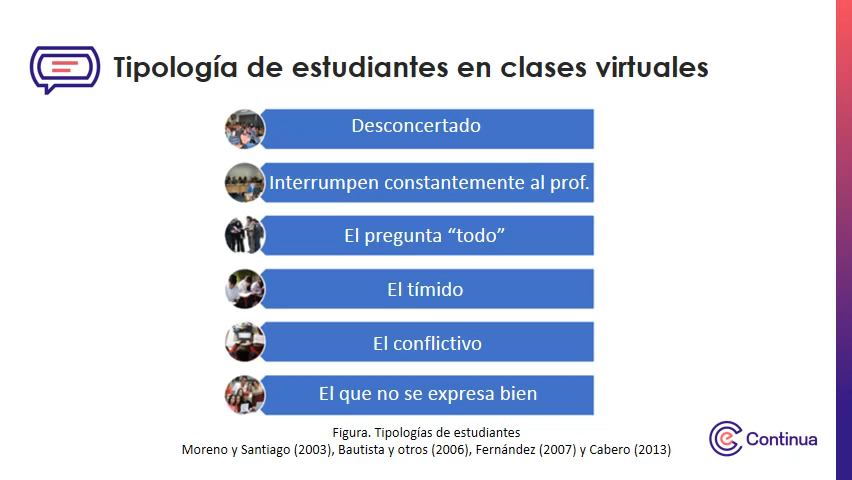 Tipología de estudiantes en clases virtuales
Desconcertado
Interrumpen constantemente al prof.
El pregunta “todo”
El tímido
El conflictivo
El que no se expresa bien
Figura. Tipologías de estudiantes
Moreno y Santiago (2003), Bautista y otros (2006), Fernández (2007) y Cabero (2013)
Continua